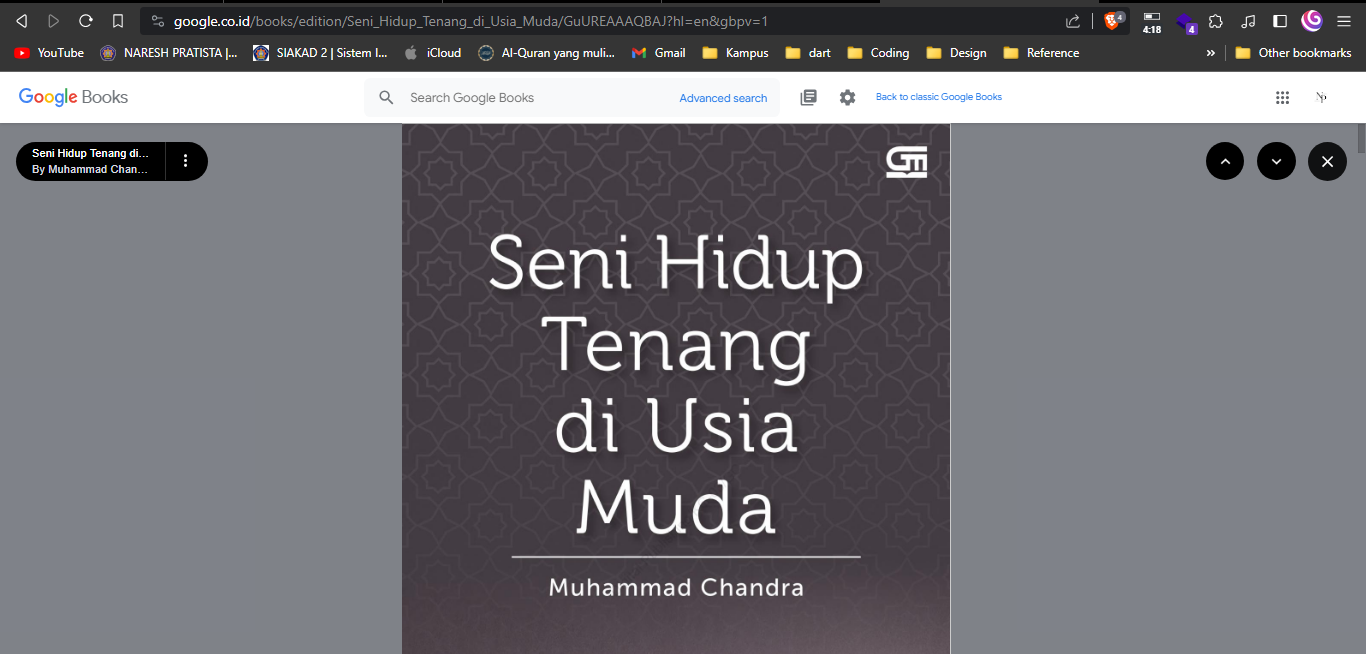 google.co.id/books/edition/Seni_Hidup_Tenang_di_Usia_Muda/GuUREAAAQBAJ?hl=en&gbpv=1
4
4:18
4
YouTube
NARESH PRATISTA |...
SIAKAD 2 | Sistem I...
iCloud
Al-Quran yang muli...
Gmail
Kampus
dart
Coding
Design
Reference
»
Other bookmarks
Google Books
Search Google Books
Advanced search
Back to classic Google Books
Np
Seni Hidup Tenang di...
By Muhammad Chan...
GM
Seni Hidup
Tenang
di Usia
Muda
Muhammad Chandra